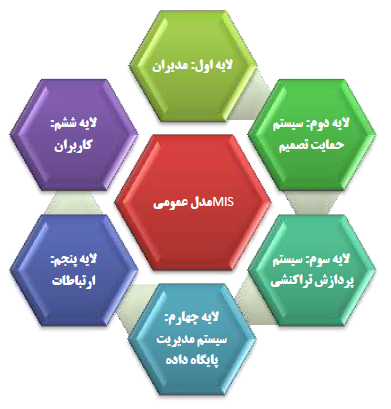 لایه اول: مدیران
لایه دوم: سیستم
حمایت تصمیم
لایه سوم: سیستم
پردازش تراکنشی
لایه چهارم:
سیستم مدیریت
پایگاه داده
لایه پنجم:
ارتباطات
لایه ششم:
کاربران
MISمدل عمومی